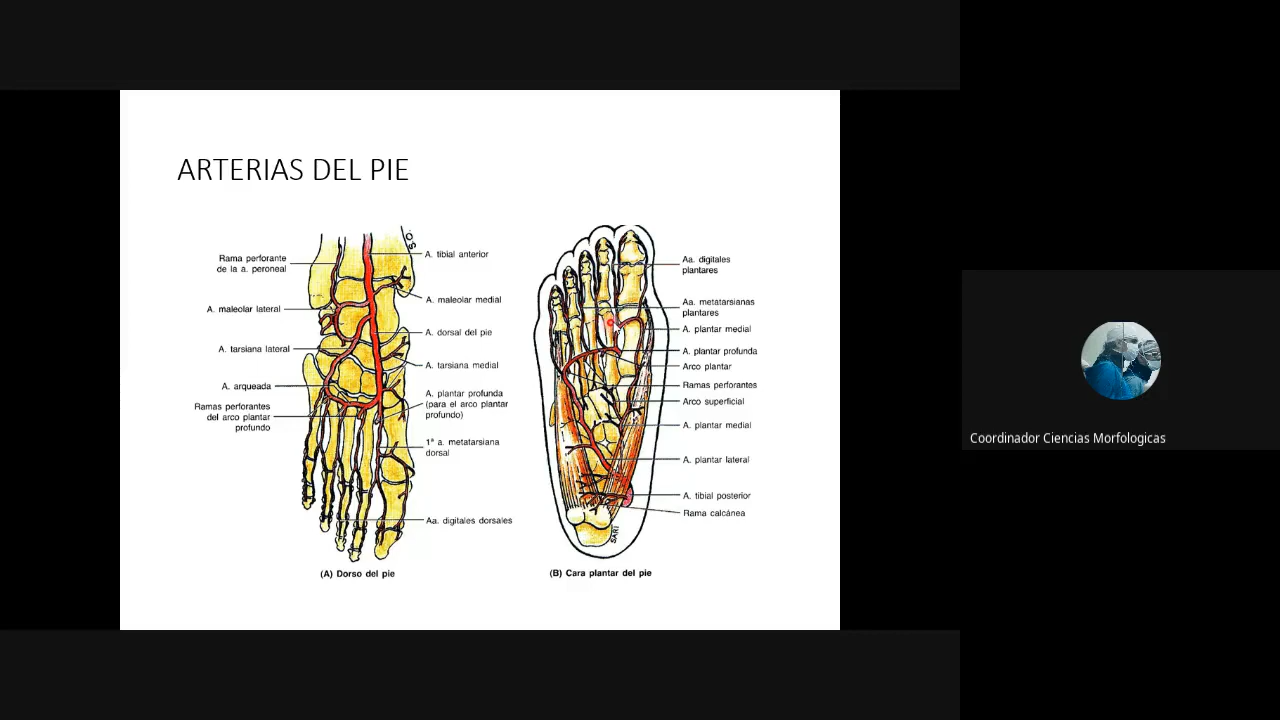 ARTERIAS DEL PIE
Rama perforante
de la a. peroneal
A. maleolar lateral
A. tarsiana lateral
A. arqueada
Ramas perforantes
del arco plantar
profundo
S.O.
A. tibial anterior
A. maleolar medial
A. dorsal del pie
A. tarsiana medial
A. plantar profunda
(para el arco plantar
profundo)
1ª a. metatarsiana
dorsal
Aa. digitales dorsales
(A) Dorso del pie
Aa. digitales
plantares
Aa. metatarsianas
plantares
A. plantar medial
A. plantar profunda
Arco plantar
Ramas perforantes
Arco superficial
A. plantar medial
A. plantar lateral
A. tibial posterior
Rama calcánea
SARI
(B) Cara plantar del pie
Coordinador Ciencias Morfologicas